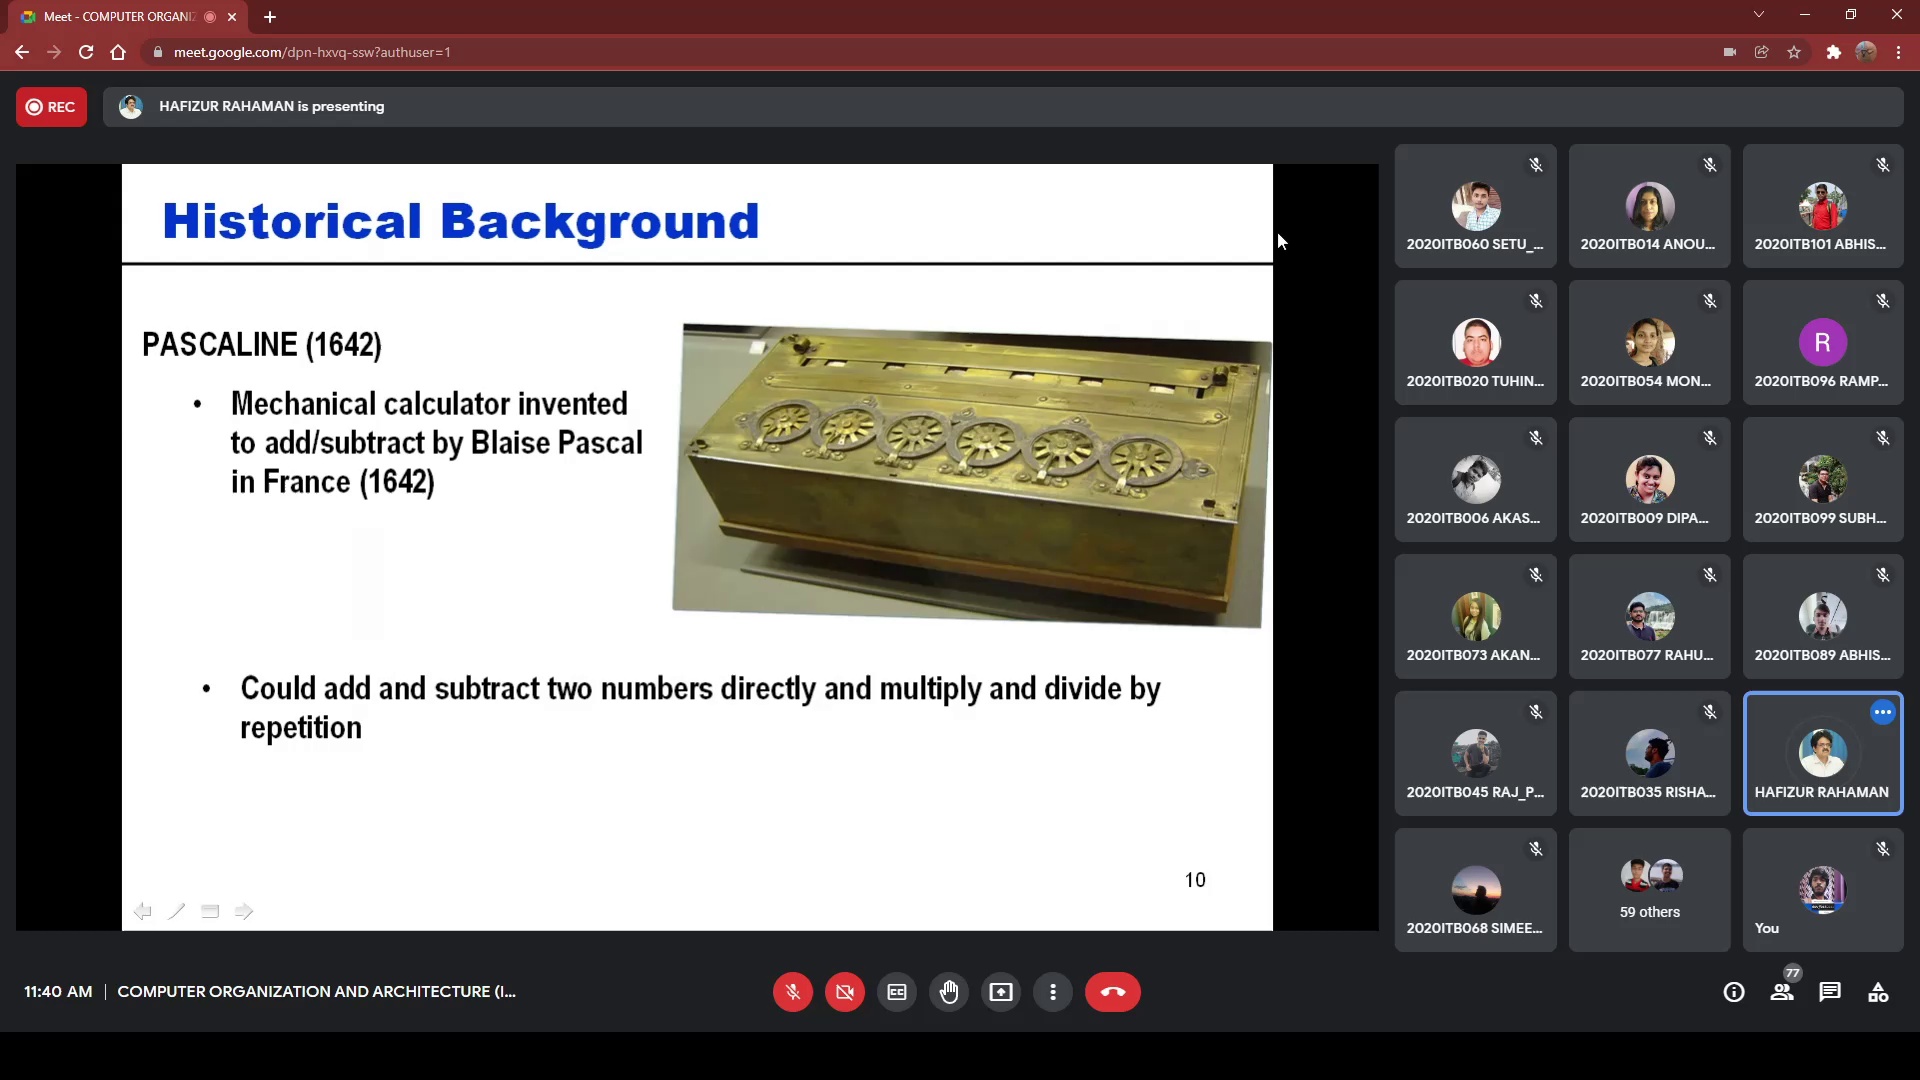 Meet - COMPUTER ORGANIZ
meet.google.com/dpn-hxvq-ssw?authuser=1
REC
HAFIZUR RAHAMAN is presenting
Historical Background
PASCALINE (1642)
• Mechanical calculator invented
to add/subtract by Blaise Pascal
in France (1642)
• Could add and subtract two numbers directly and multiply and divide by
repetition
10
2020ITB060 SETU_...
2020ITB014 ANOU...
2020ITB101 ABHIS...
2020ITB020 TUHIN...
2020ITB054 MON...
R
2020ITB096 RAMP...
2020ITB006 AKAS...
2020ITB009 DIPA...
2020ITB099 SUBH...
2020ITB073 AKAN...
2020ITB077 RAHU...
2020ITB089 ABHIS...
2020ITB045 RAJ_P...
2020ITB035 RISHA...
HAFIZUR RAHAMAN
2020ITB068 SIMEE...
59 others
You
11:40 AM | COMPUTER ORGANIZATION AND ARCHITECTURE (I...
77